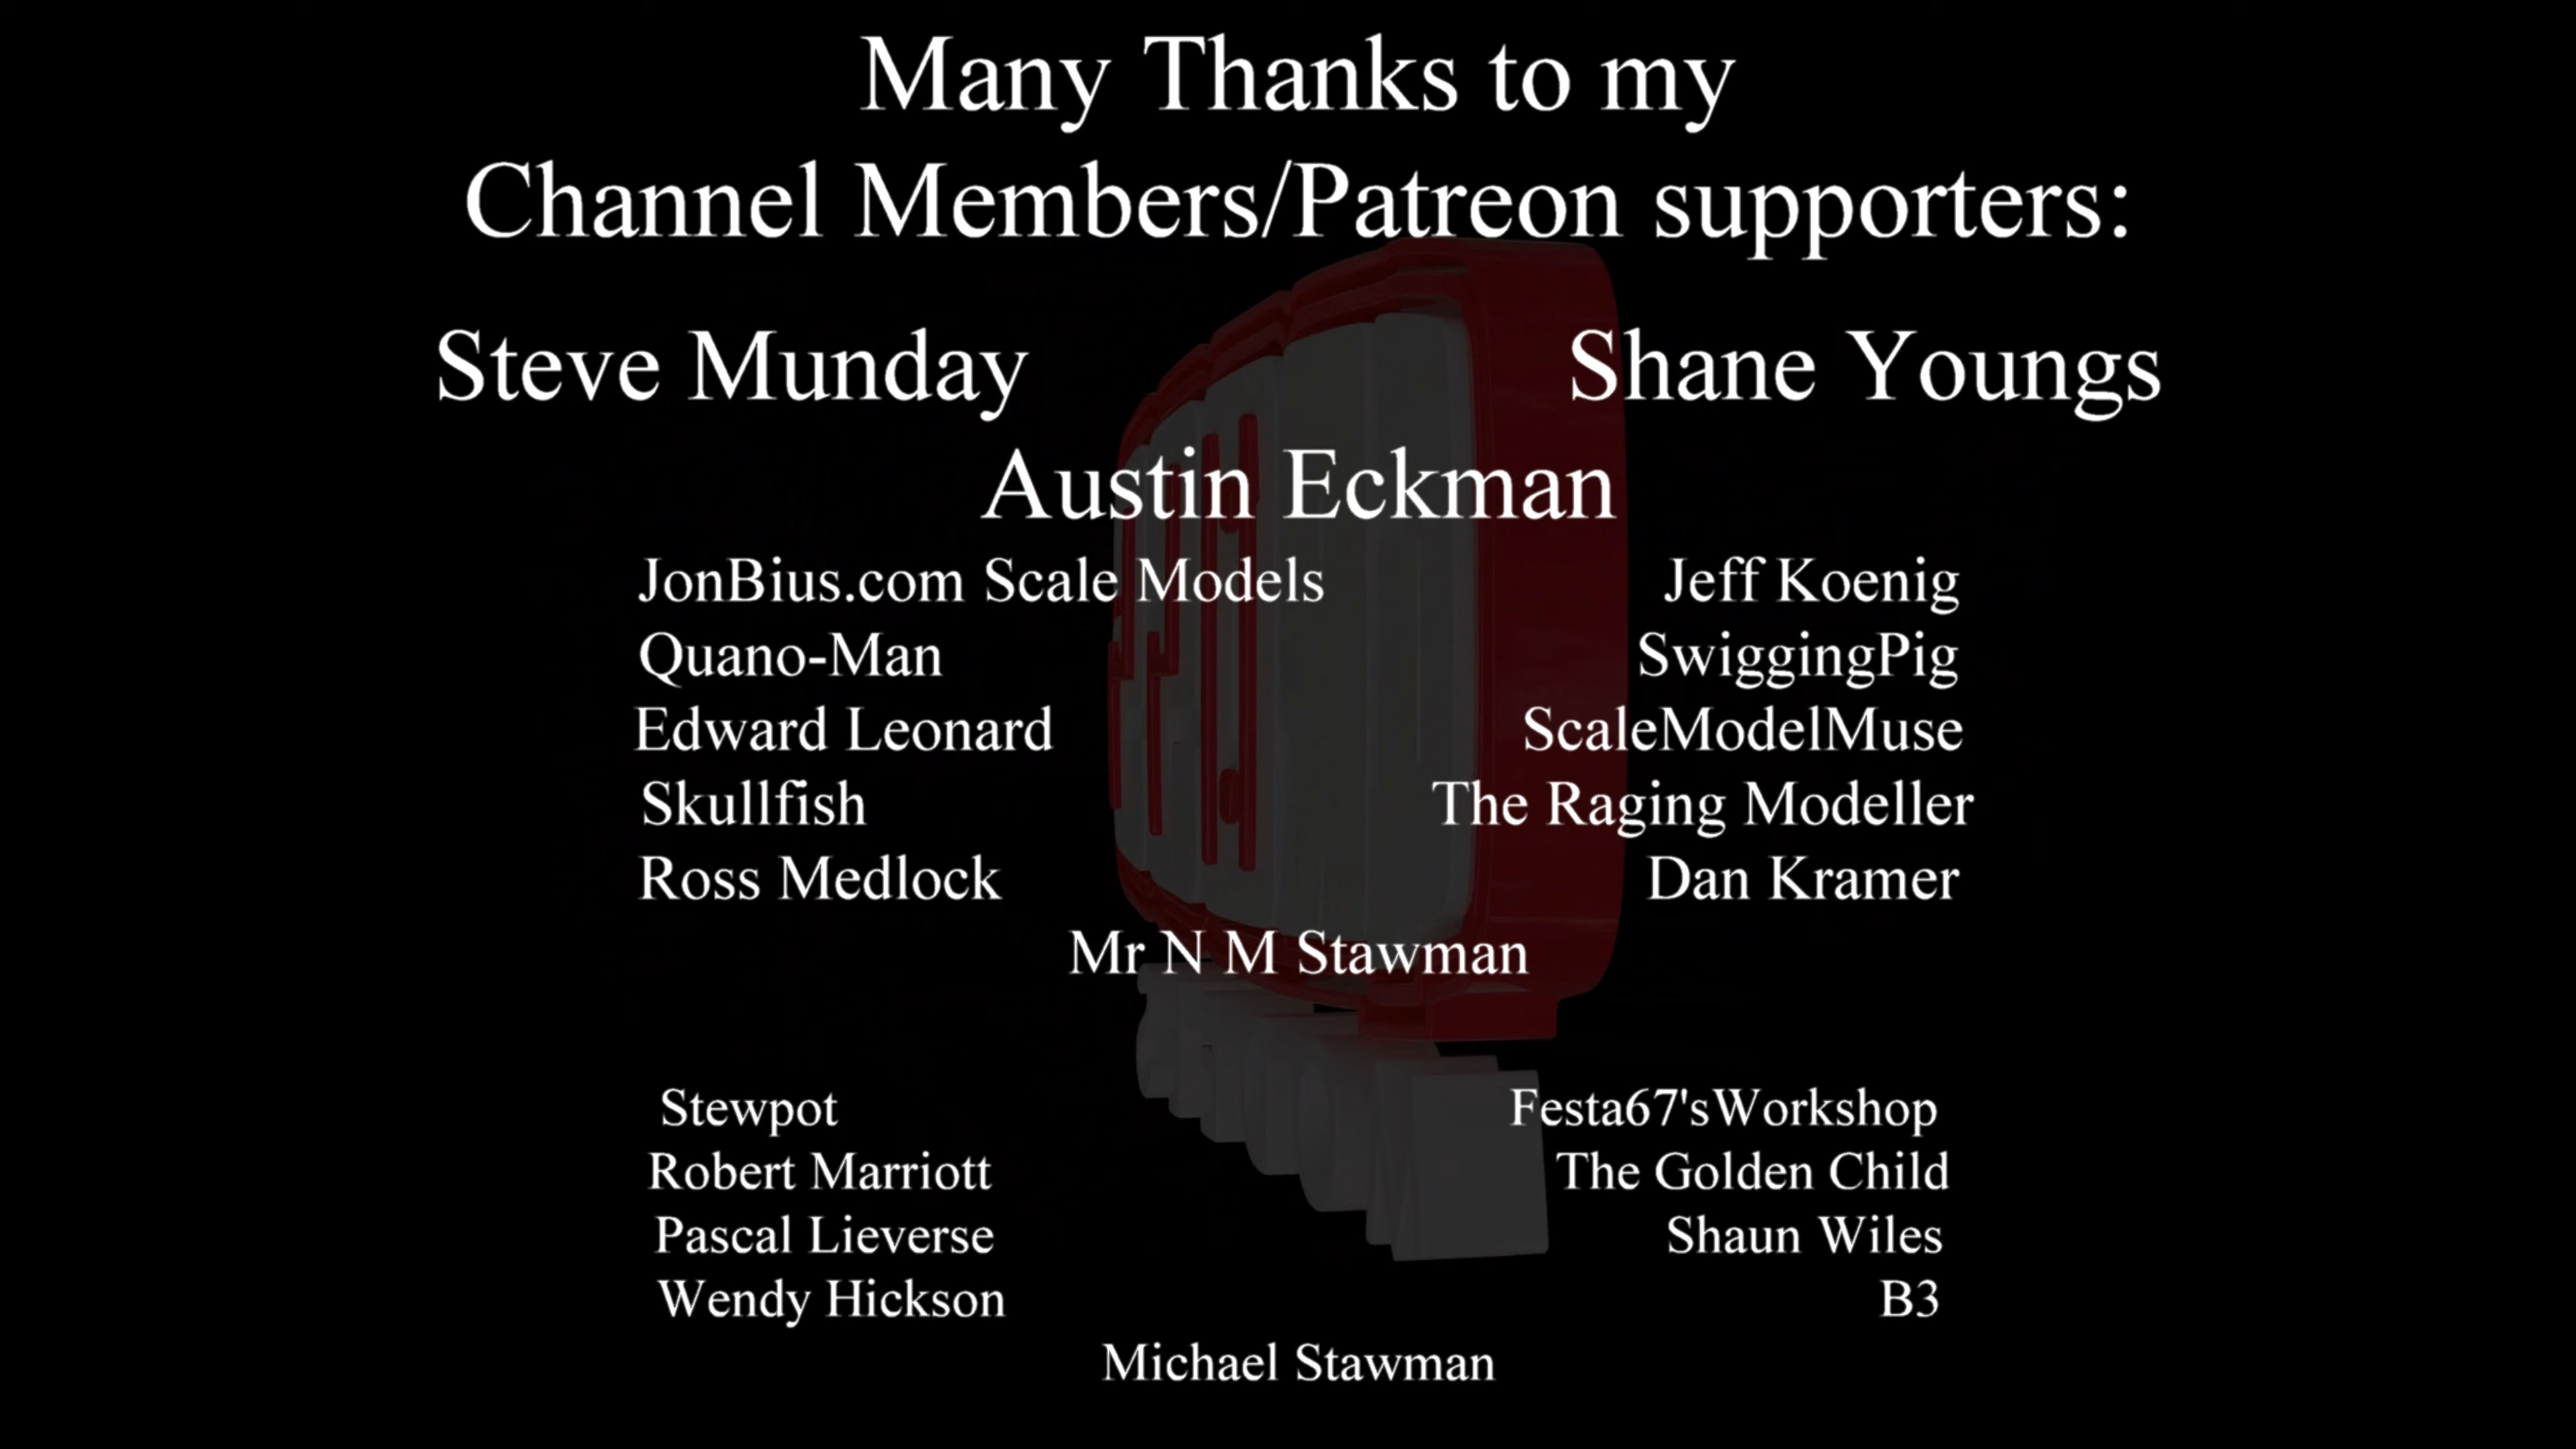 Many Thanks to my
Channel Members/Patreon supporters:
Steve Munday Shane Youngs
Austin Eckman
JonBius.com Scale Models Jeff Koenig
Quano-Man SwiggingPig
Edward Leonard ScaleModelMuse
Skullfish The Raging Modeller
Ross Medlock Dan Kramer
Mr N M Stawman
Stewpot Festa67'sWorkshop
Robert Marriott The Golden Child
Pascal Lieverse Shaun Wiles
Wendy Hickson B3
Michael Stawman